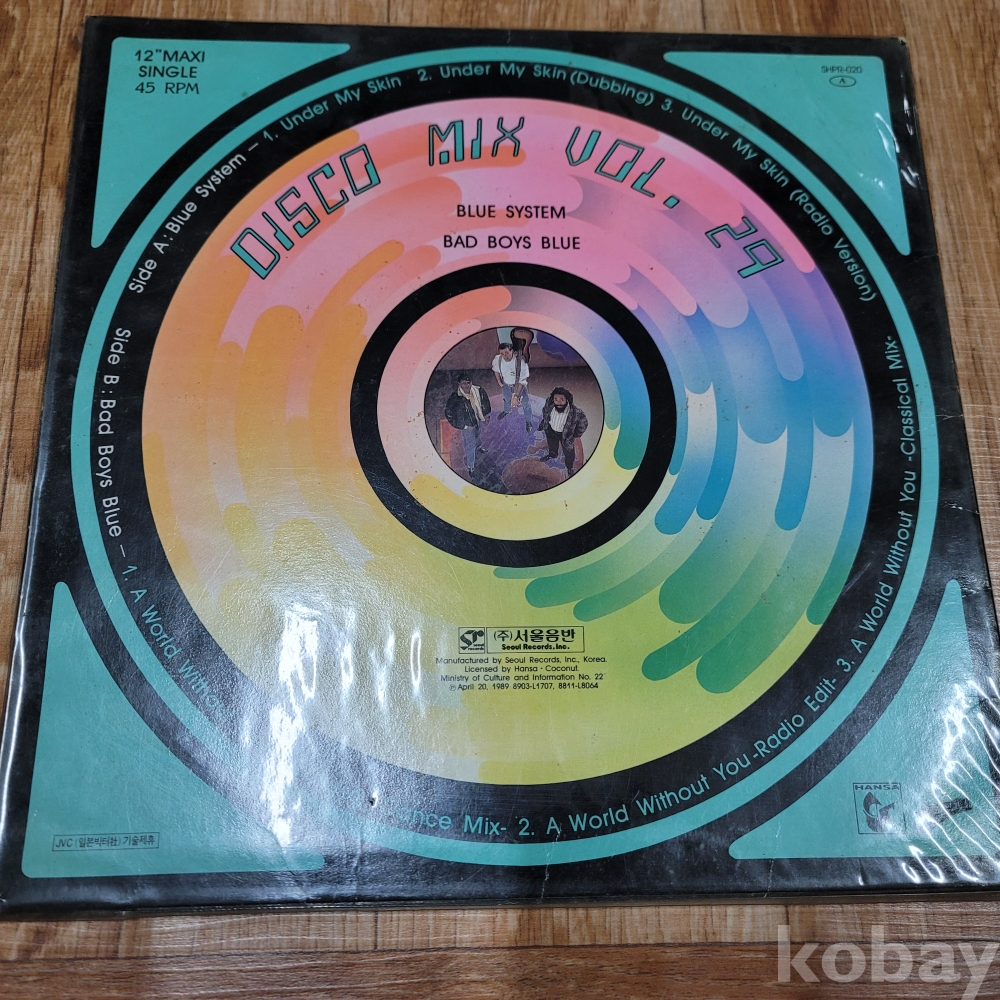 12" MAXI
SINGLE
45 RPM
SHPR-020
A
DISCO MIX VOL. 29
BLUE SYSTEM
BAD BOYS BLUE
Side A: Blue System – 1. Under My Skin 2. Under My Skin (Dubbing) 3. Under My Skin (Radio Version)
Side B: Bad Boys Blue – 1. A World Mix- 2. A World Without You -Radio Edit- 3. A World Without You -Classical Mix-
(주)서울음반
Seoul Records, Inc.
Manufactured by Seoul Records, Inc., Korea.
Licensed by Hansa · Coconut.
Ministry of Culture and Information No. 22
℗ April 20, 1989 8903-L1707, 8811-L8064
JVC (일본빅터社) 기술제휴
HANSA
kobay